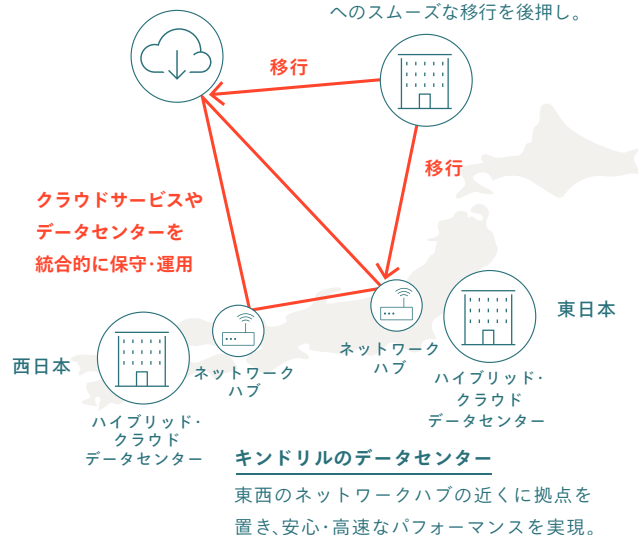 へのスムーズな移行を後押し。
移行
移行
クラウドサービスや
データセンターを
統合的に保守・運用
東日本
西日本
ネットワーク
ハブ
ネットワーク
ハブ
ハイブリッド・
クラウド
データセンター
ハイブリッド・
クラウド
データセンター
キンドリルのデータセンター
東西のネットワークハブの近くに拠点を
置き、安心・高速なパフォーマンスを実現。